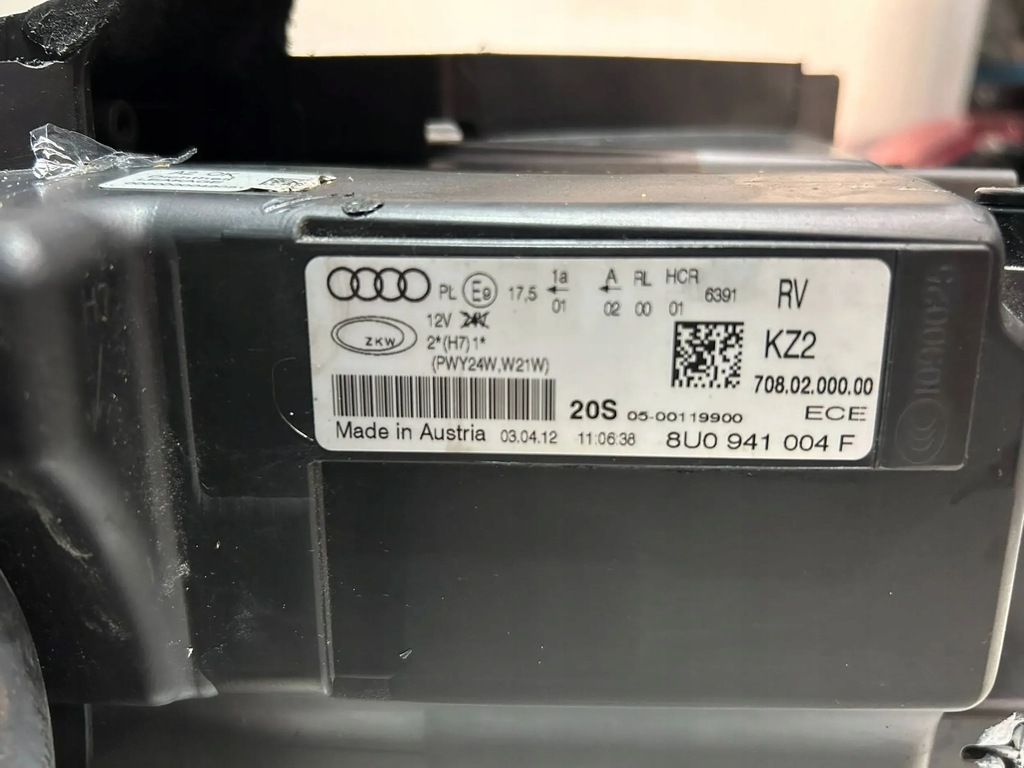 PL E9 17,5 1a 01 A 02 RL 00 HCR 01 6391 RV
12V 24V
ZKW 2*(H7) 1* KZ2
(PWY24W,W21W) 708.02.000.00
20S 05-00119900 ECE
Made in Austria 03.04.12 11:06:38 8U0 941 004 F